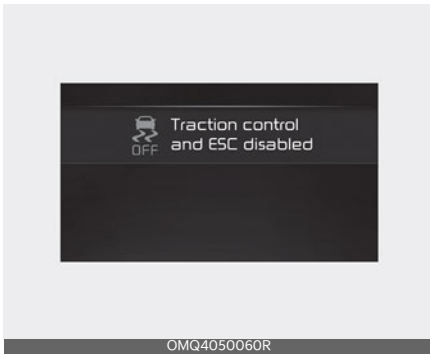 Traction control
OFF and ESC disabled
OMQ4050060R